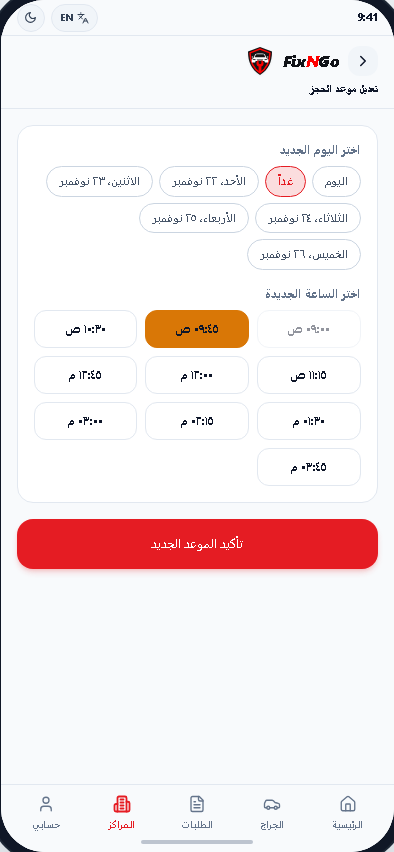 9:41
EN
FixNGo
تعديل موعد الحجز
اختر اليوم الجديد
اليوم
غداً
الأحد، ٢٢ نوفمبر
الاثنين، ٢٣ نوفمبر
الثلاثاء، ٢٤ نوفمبر
الأربعاء، ٢٥ نوفمبر
الخميس، ٢٦ نوفمبر
اختر الساعة الجديدة
٠٩:٠٠ ص
٠٩:٤٥ ص
١٠:٣٠ ص
١١:١٥ ص
١٢:٠٠ م
١٢:٤٥ م
٠١:٣٠ م
٠٢:١٥ م
٠٣:٠٠ م
٠٣:٤٥ م
تأكيد الموعد الجديد
الرئيسية
الجراج
الطلبات
المراكز
حسابي